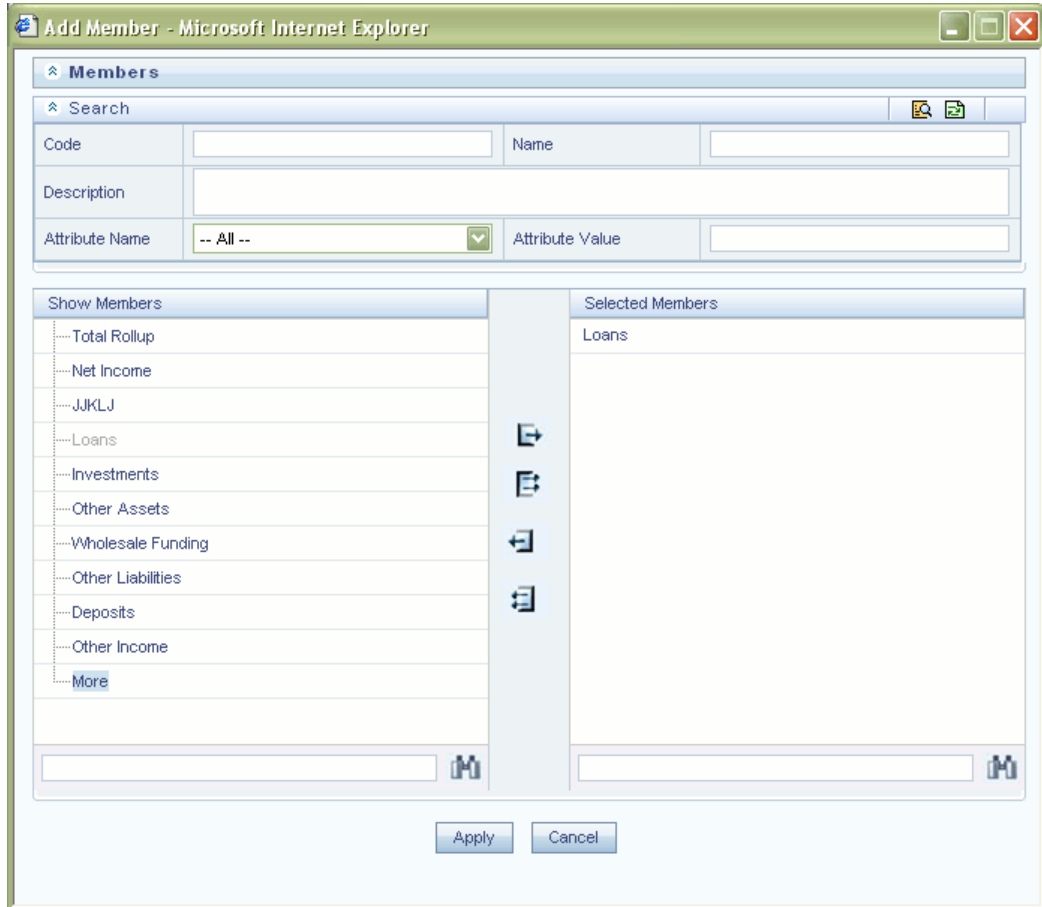 Add Member - Microsoft Internet Explorer
Members
Search
Code
Name
Description
Attribute Name
-- All --
Attribute Value
Show Members
Selected Members
Total Rollup
Loans
Net Income
JJKLJ
Loans
Investments
Other Assets
Wholesale Funding
Other Liabilities
Deposits
Other Income
More
Apply
Cancel